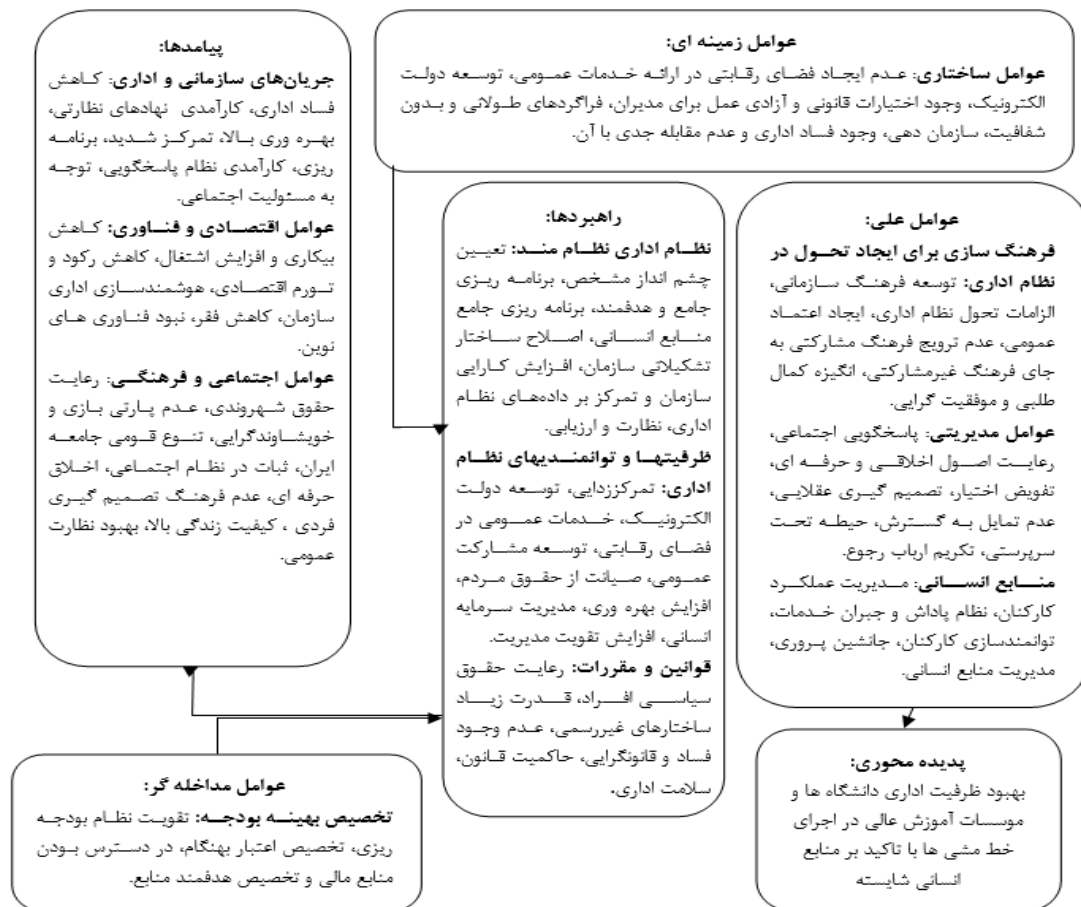 عوامل زمینه ای:
عوامل ساختاری: عدم ایجاد فضای رقابتی در ارائه خدمات عمومی، توسعه دولت
الکترونیک، وجود اختیارات قانونی و آزادی عمل برای مدیران، فراگردهای طولانی و بدون
شفافیت، سازمان دهی، وجود فساد اداری و عدم مقابله جدی با آن.
عوامل علی:
فرهنگ سازی برای ایجاد تحول در
نظام اداری: توسعه فرهنگ سازمانی،
الزامات تحول نظام اداری، ایجاد اعتماد
عمومی، عدم ترویج فرهنگ مشارکتی به
جای فرهنگ غیرمشارکتی، انگیزه کمال
طلبی و موفقیت گرایی.
عوامل مدیریتی: پاسخگویی اجتماعی،
رعایت اصول اخلاقی و حرفه ای،
تفویض اختیار، تصمیم گیری عقلایی،
عدم تمایل به گسترش، حیطه تحت
سرپرستی، تکریم ارباب رجوع.
منابع انسانی: مدیریت عملکرد
کارکنان، نظام پاداش و جبران خدمات،
توانمندسازی کارکنان، جانشین پروری،
مدیریت منابع انسانی.
پدیده محوری:
بهبود ظرفیت اداری دانشگاه ها و
موسسات آموزش عالی در اجرای
خط مشی ها با تاکید بر منابع
انسانی شایسته
راهبردها:
نظام اداری نظام مند: تعیین
چشم انداز مشخص، برنامه ریزی
جامع و هدفمند، برنامه ریزی جامع
منابع انسانی، اصلاح ساختار
تشکیلاتی سازمان، افزایش کارایی
سازمان و تمرکز بر داده‌های نظام
اداری، نظارت و ارزیابی.
ظرفیتها و توانمندیهای نظام
اداری: تمرکززدایی، توسعه دولت
الکترونیک، خدمات عمومی در
فضای رقابتی، توسعه مشارکت
عمومی، صیانت از حقوق مردم،
افزایش بهره وری، مدیریت سرمایه
انسانی، افزایش تقویت مدیریت.
قوانین و مقررات: رعایت حقوق
سیاسی افراد، قدرت زیاد
ساختارهای غیررسمی، عدم وجود
فساد و قانونگرایی، حاکمیت قانون،
سلامت اداری.
پیامدها:
جریان‌های سازمانی و اداری: کاهش
فساد اداری، کارآمدی نهادهای نظارتی،
بهره وری بالا، تمرکز شدید، برنامه
ریزی، کارآمدی نظام پاسخگویی، توجه
به مسئولیت اجتماعی.
عوامل اقتصادی و فناوری: کاهش
بیکاری و افزایش اشتغال، کاهش رکود و
تورم اقتصادی، هوشمندسازی اداری
سازمان، کاهش فقر، نبود فناوری های
نوین.
عوامل اجتماعی و فرهنگی: رعایت
حقوق شهروندی، عدم پارتی بازی و
خویشاوندگرایی، تنوع قومی جامعه
ایران، ثبات در نظام اجتماعی، اخلاق
حرفه ای، عدم فرهنگ تصمیم گیری
فردی ، کیفیت زندگی بالا، بهبود نظارت
عمومی.
عوامل مداخله گر:
تخصیص بهینه بودجه: تقویت نظام بودجه
ریزی، تخصیص اعتبار بهنگام، در دسترس بودن
منابع مالی و تخصیص هدفمند منابع.